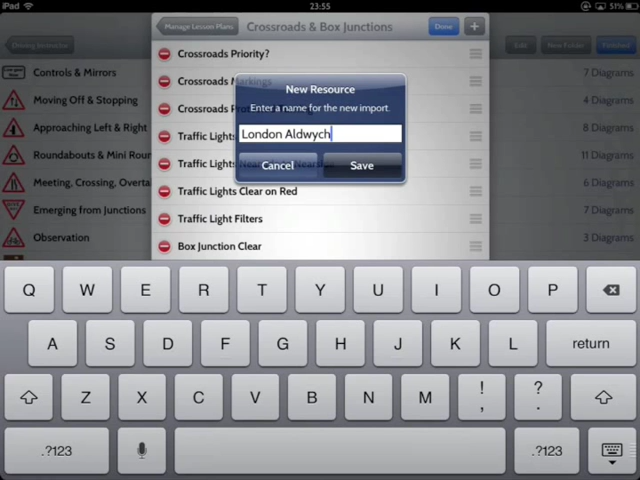 iPad
23:55
51%
Driving Instructor
Manage Lesson Plans
Crossroads & Box Junctions
Done
+
Edit
New Folder
Finished
Controls & Mirrors
7 Diagrams
Moving Off & Stopping
4 Diagrams
Approaching Left & Right
8 Diagrams
Roundabouts & Mini Roun
Meeting, Crossing, Overta
6 Diagrams
Emerging from Junctions
7 Diagrams
Observation
3 Diagrams
Crossroads Priority?
Crossroads Markings
Crossroads
Traffic Lights
Traffic Lights
Traffic Lights Clear on Red
Traffic Light Filters
Box Junction Clear
New Resource
Enter a name for the new import.
London Aldwych
Cancel
Save
Q W E R T Y U I O P
A S D F G H J K L return
Z X C V B N M ! , ? .
.?123
.?123